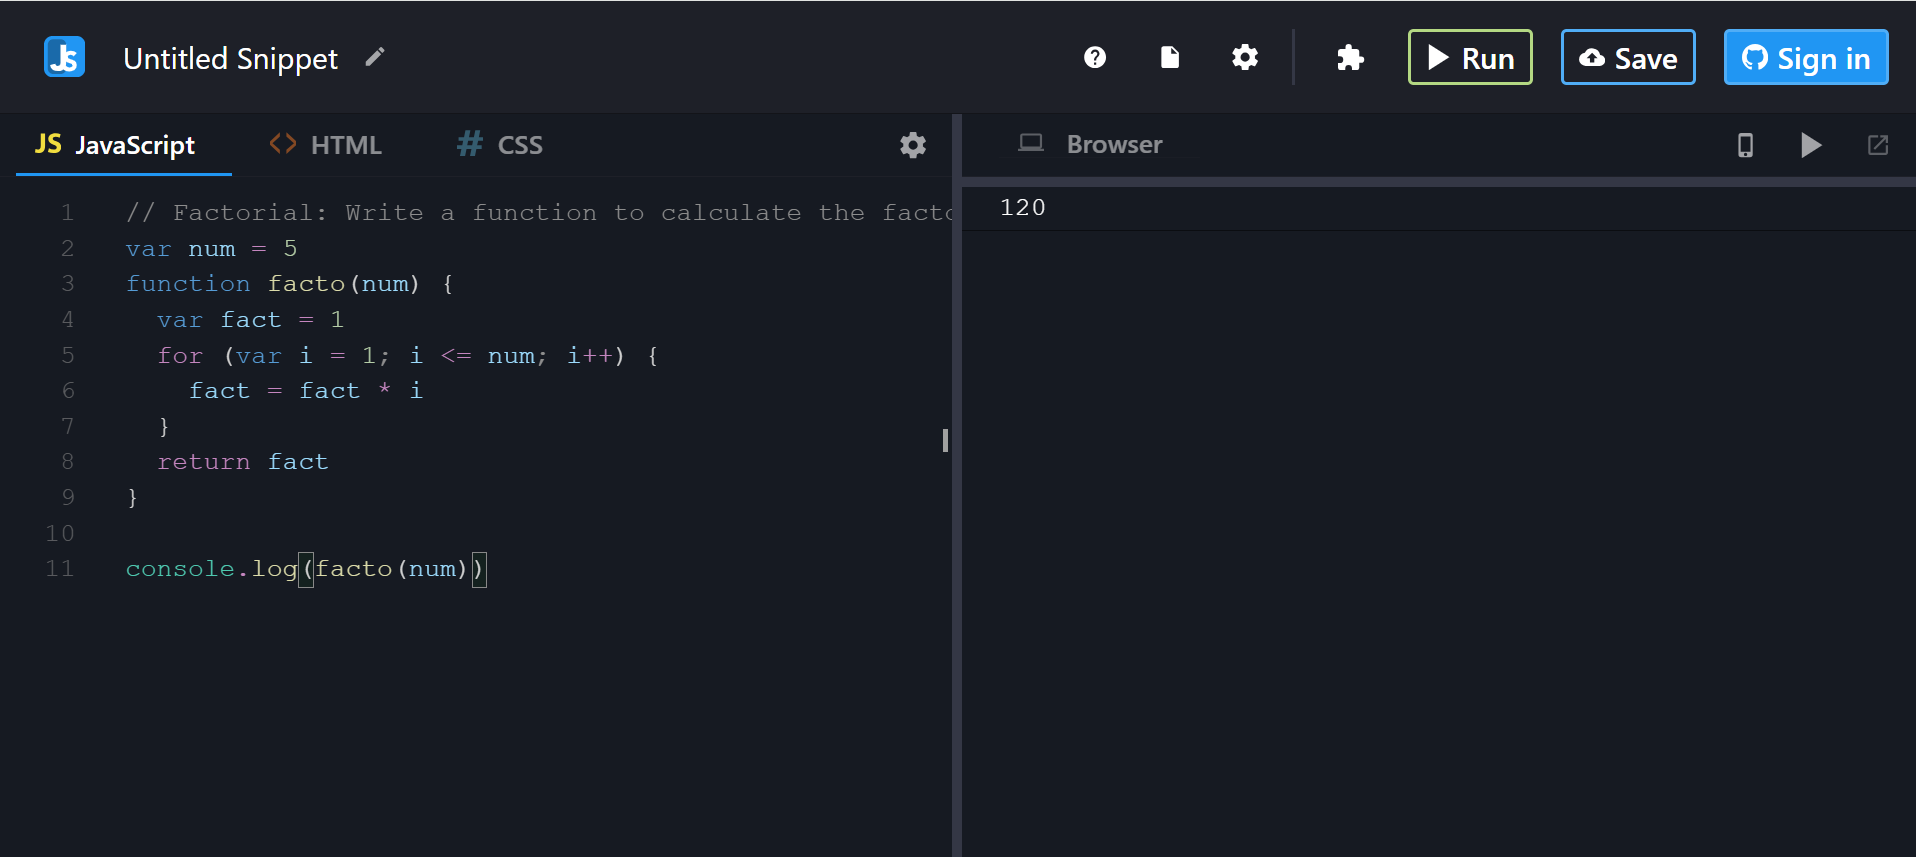 JS Untitled Snippet Run Save Sign in
JS JavaScript <> HTML # CSS Browser
1 // Factorial: Write a function to calculate the
2 var num = 5
3 function facto(num) {
4   var fact = 1
5   for (var i = 1; i <= num; i++) {
6     fact = fact * i
7   }
8   return fact
9 }
10
11 console.log(facto(num))
120